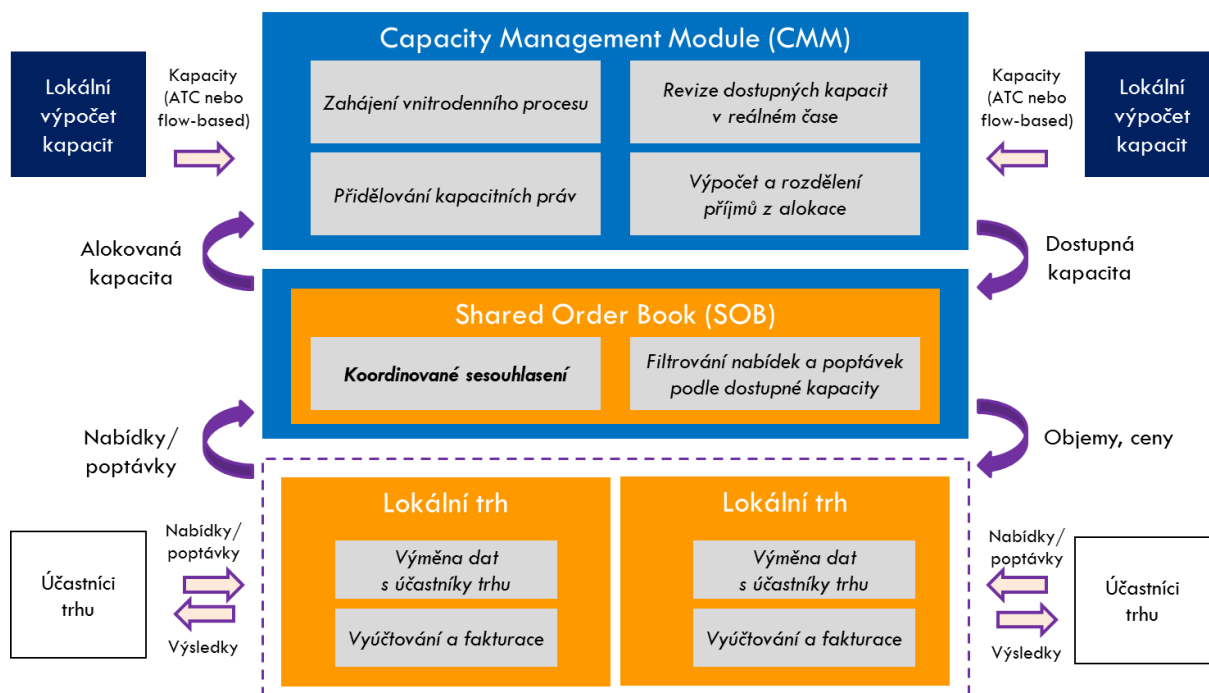 Capacity Management Module (CMM)
Lokální
výpočet
kapacit
Kapacity
(ATC nebo
flow-based)
Zahájení vnitrodenního procesu
Revize dostupných kapacit
v reálném čase
Přidělování kapacitních práv
Výpočet a rozdělení
příjmů z alokace
Kapacity
(ATC nebo
flow-based)
Lokální
výpočet
kapacit
Alokovaná
kapacita
Dostupná
kapacita
Shared Order Book (SOB)
Koordinované sesouhlasení
Filtrování nabídek a poptávek
podle dostupné kapacity
Nabídky/
poptávky
Objemy, ceny
Lokální trh
Výměna dat
s účastníky trhu
Vyúčtování a fakturace
Lokální trh
Výměna dat
s účastníky trhu
Vyúčtování a fakturace
Účastníci
trhu
Nabídky/
poptávky
Výsledky
Nabídky/
poptávky
Výsledky
Účastníci
trhu